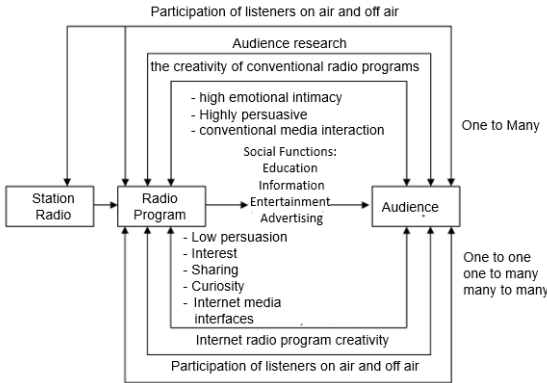 Participation of listeners on air and off air
Audience research
the creativity of conventional radio programs
- high emotional intimacy
- Highly persuasive
- conventional media interaction
One to Many
Social Functions:
Education
Information
Entertainment
Advertising
Station
Radio
Radio
Program
Audience
- Low persuasion
- Interest
- Sharing
- Curiosity
- Internet media
interfaces
One to one
one to many
many to many
Internet radio program creativity
Participation of listeners on air and off air